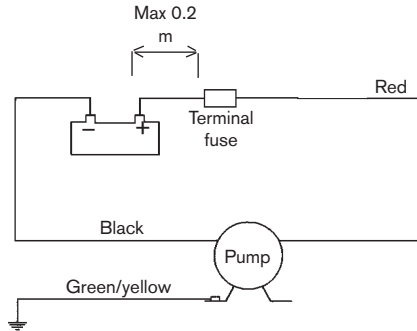 Max 0.2
m
Red
− +
Terminal
fuse
Black
Pump
Green/yellow